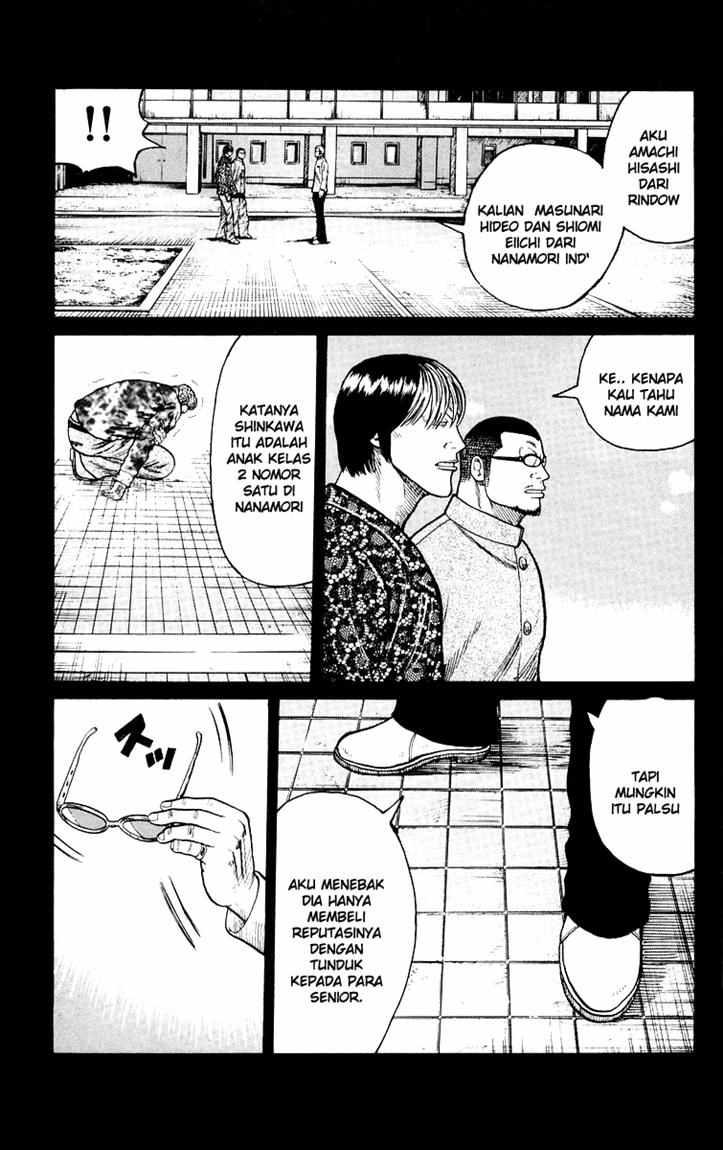 AKU
AMACHI
HISASHI
DARI
RINDOW
KALIAN MASUNARI
HIDEO DAN SHIOMI
EIICHI DARI
NANAMORI IND'
!!
KE.. KENAPA
KAU TAHU
NAMA KAMI
KATANYA
SHINKAWA
ITU ADALAH
ANAK KELAS
2 NOMOR
SATU DI
NANAMORI
TAPI
MUNGKIN
ITU PALSU
AKU MENEBAK
DIA HANYA
MEMBELI
REPUTASINYA
DENGAN
TUNDUK
KEPADA PARA
SENIOR.
スッ